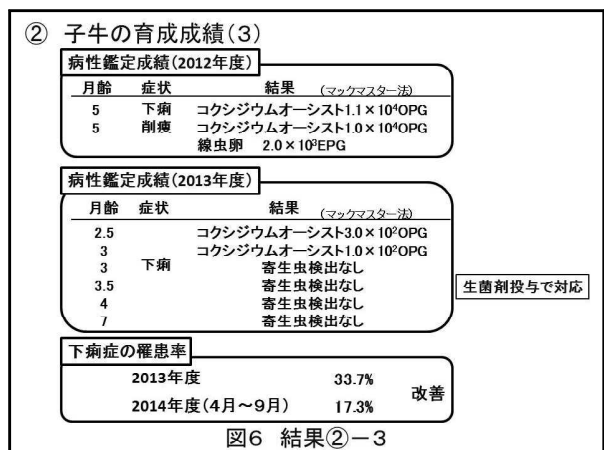 ② 子牛の育成成績(3)
病性鑑定成績(2012年度)
月齢 症状 結果 (マックマスター法)
5 下痢 コクシジウムオーシスト1.1×10⁴OPG
5 削痩 コクシジウムオーシスト1.0×10⁴OPG
線虫卵 2.0×10³EPG
病性鑑定成績(2013年度)
月齢 症状 結果 (マックマスター法)
2.5 コクシジウムオーシスト3.0×10²OPG
3 コクシジウムオーシスト1.0×10²OPG
3 下痢 寄生虫検出なし
3.5 寄生虫検出なし
4 寄生虫検出なし
7 寄生虫検出なし
生菌剤投与で対応
下痢症の罹患率
2013年度 33.7%
2014年度(4月～9月) 17.3%
改善
図6 結果②－3